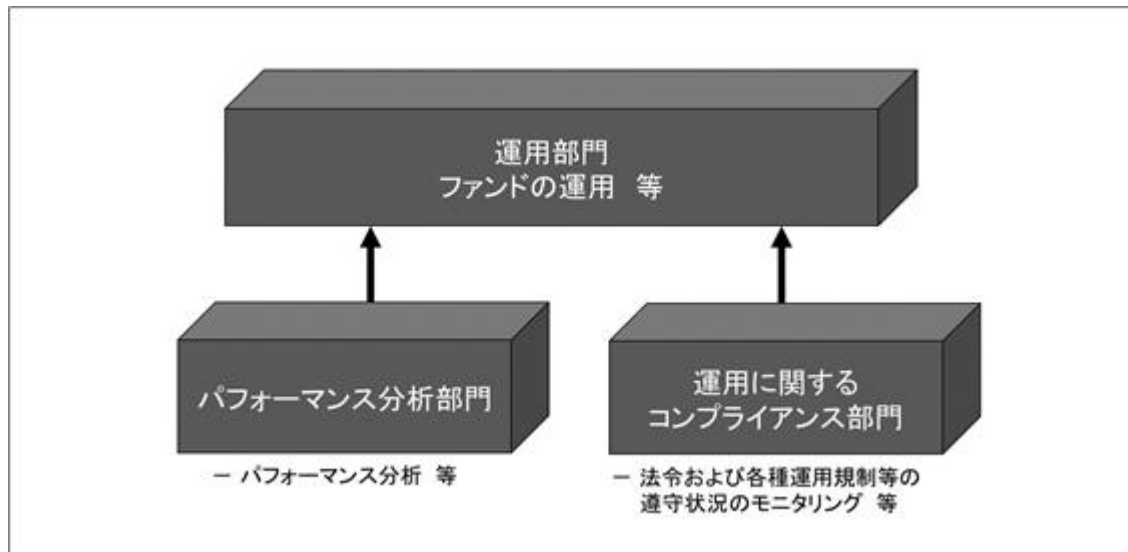 運用部門
ファンドの運用 等
パフォーマンス分析部門
－ パフォーマンス分析 等
運用に関する
コンプライアンス部門
－ 法令および各種運用規制等の
遵守状況のモニタリング 等